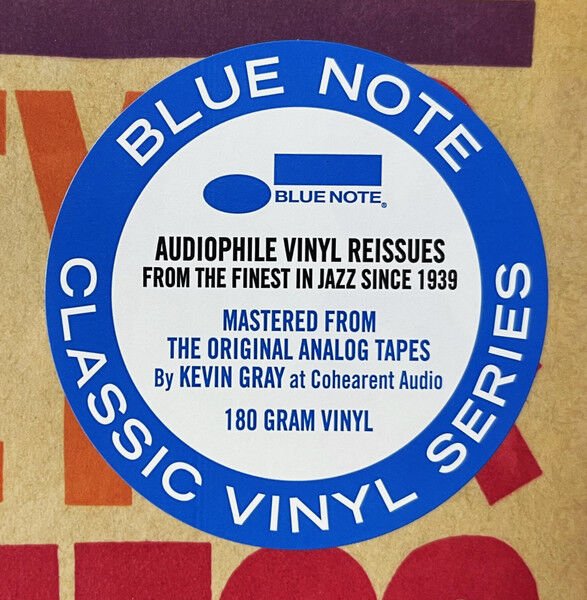 BLUE NOTE
BLUE NOTE®
AUDIOPHILE VINYL REISSUES
FROM THE FINEST IN JAZZ SINCE 1939
MASTERED FROM
THE ORIGINAL ANALOG TAPES
By KEVIN GRAY at Cohearent Audio
180 GRAM VINYL
CLASSIC VINYL SERIES